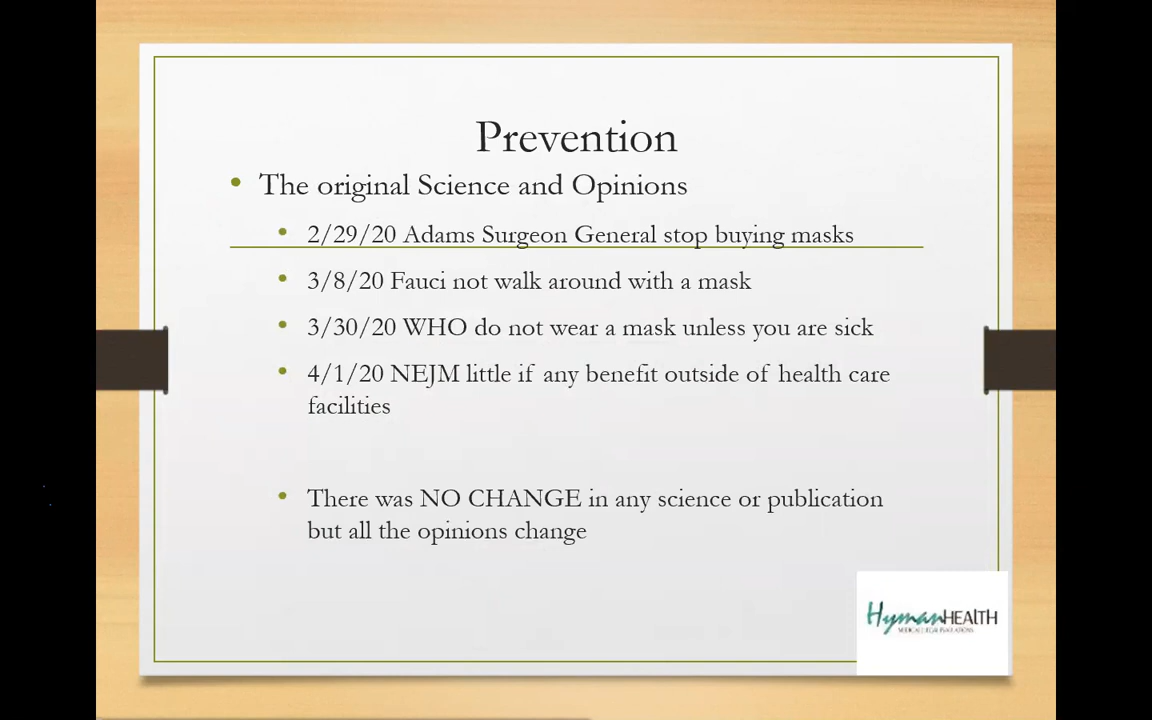 Prevention
• The original Science and Opinions
• 2/29/20 Adams Surgeon General stop buying masks
• 3/8/20 Fauci not walk around with a mask
• 3/30/20 WHO do not wear a mask unless you are sick
• 4/1/20 NEJM little if any benefit outside of health care
facilities
• There was NO CHANGE in any science or publication
but all the opinions change
HymanHEALTH